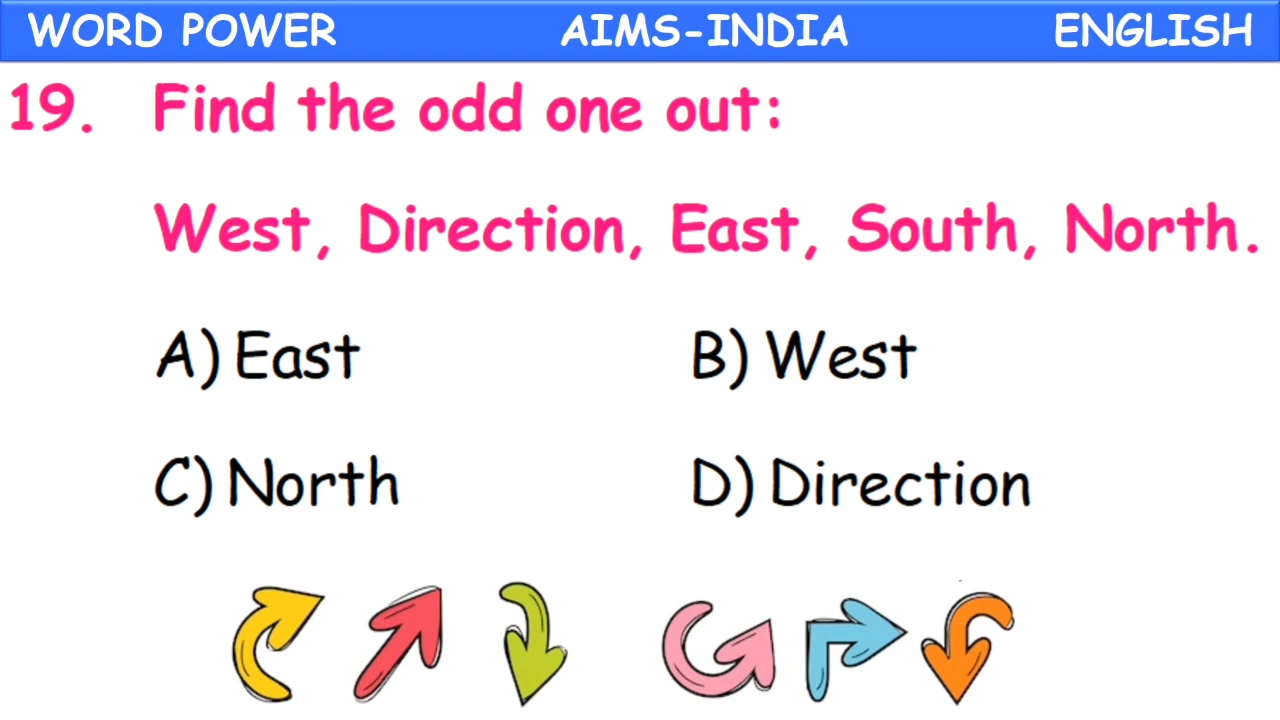 WORD POWER AIMS-INDIA ENGLISH
19. Find the odd one out:
West, Direction, East, South, North.
A) East B) West
C) North D) Direction